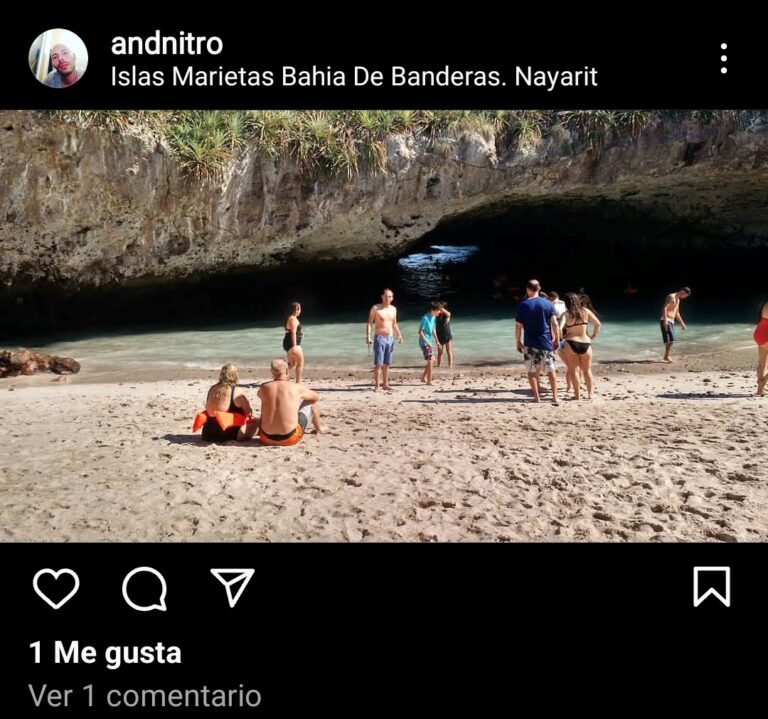 andnitro
Islas Marietas Bahia De Banderas. Nayarit
1 Me gusta
Ver 1 comentario